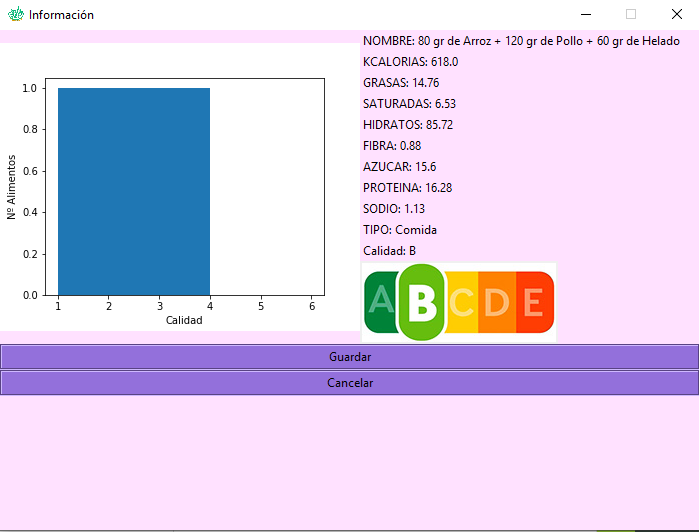 Información
1.0
0.8
0.6
0.4
0.2
0.0
Nº Alimentos
1 2 3 4 5 6
Calidad
NOMBRE: 80 gr de Arroz + 120 gr de Pollo + 60 gr de Helado
KCALORIAS: 618.0
GRASAS: 14.76
SATURADAS: 6.53
HIDRATOS: 85.72
FIBRA: 0.88
AZUCAR: 15.6
PROTEINA: 16.28
SODIO: 1.13
TIPO: Comida
Calidad: B
A B C D E
Guardar
Cancelar